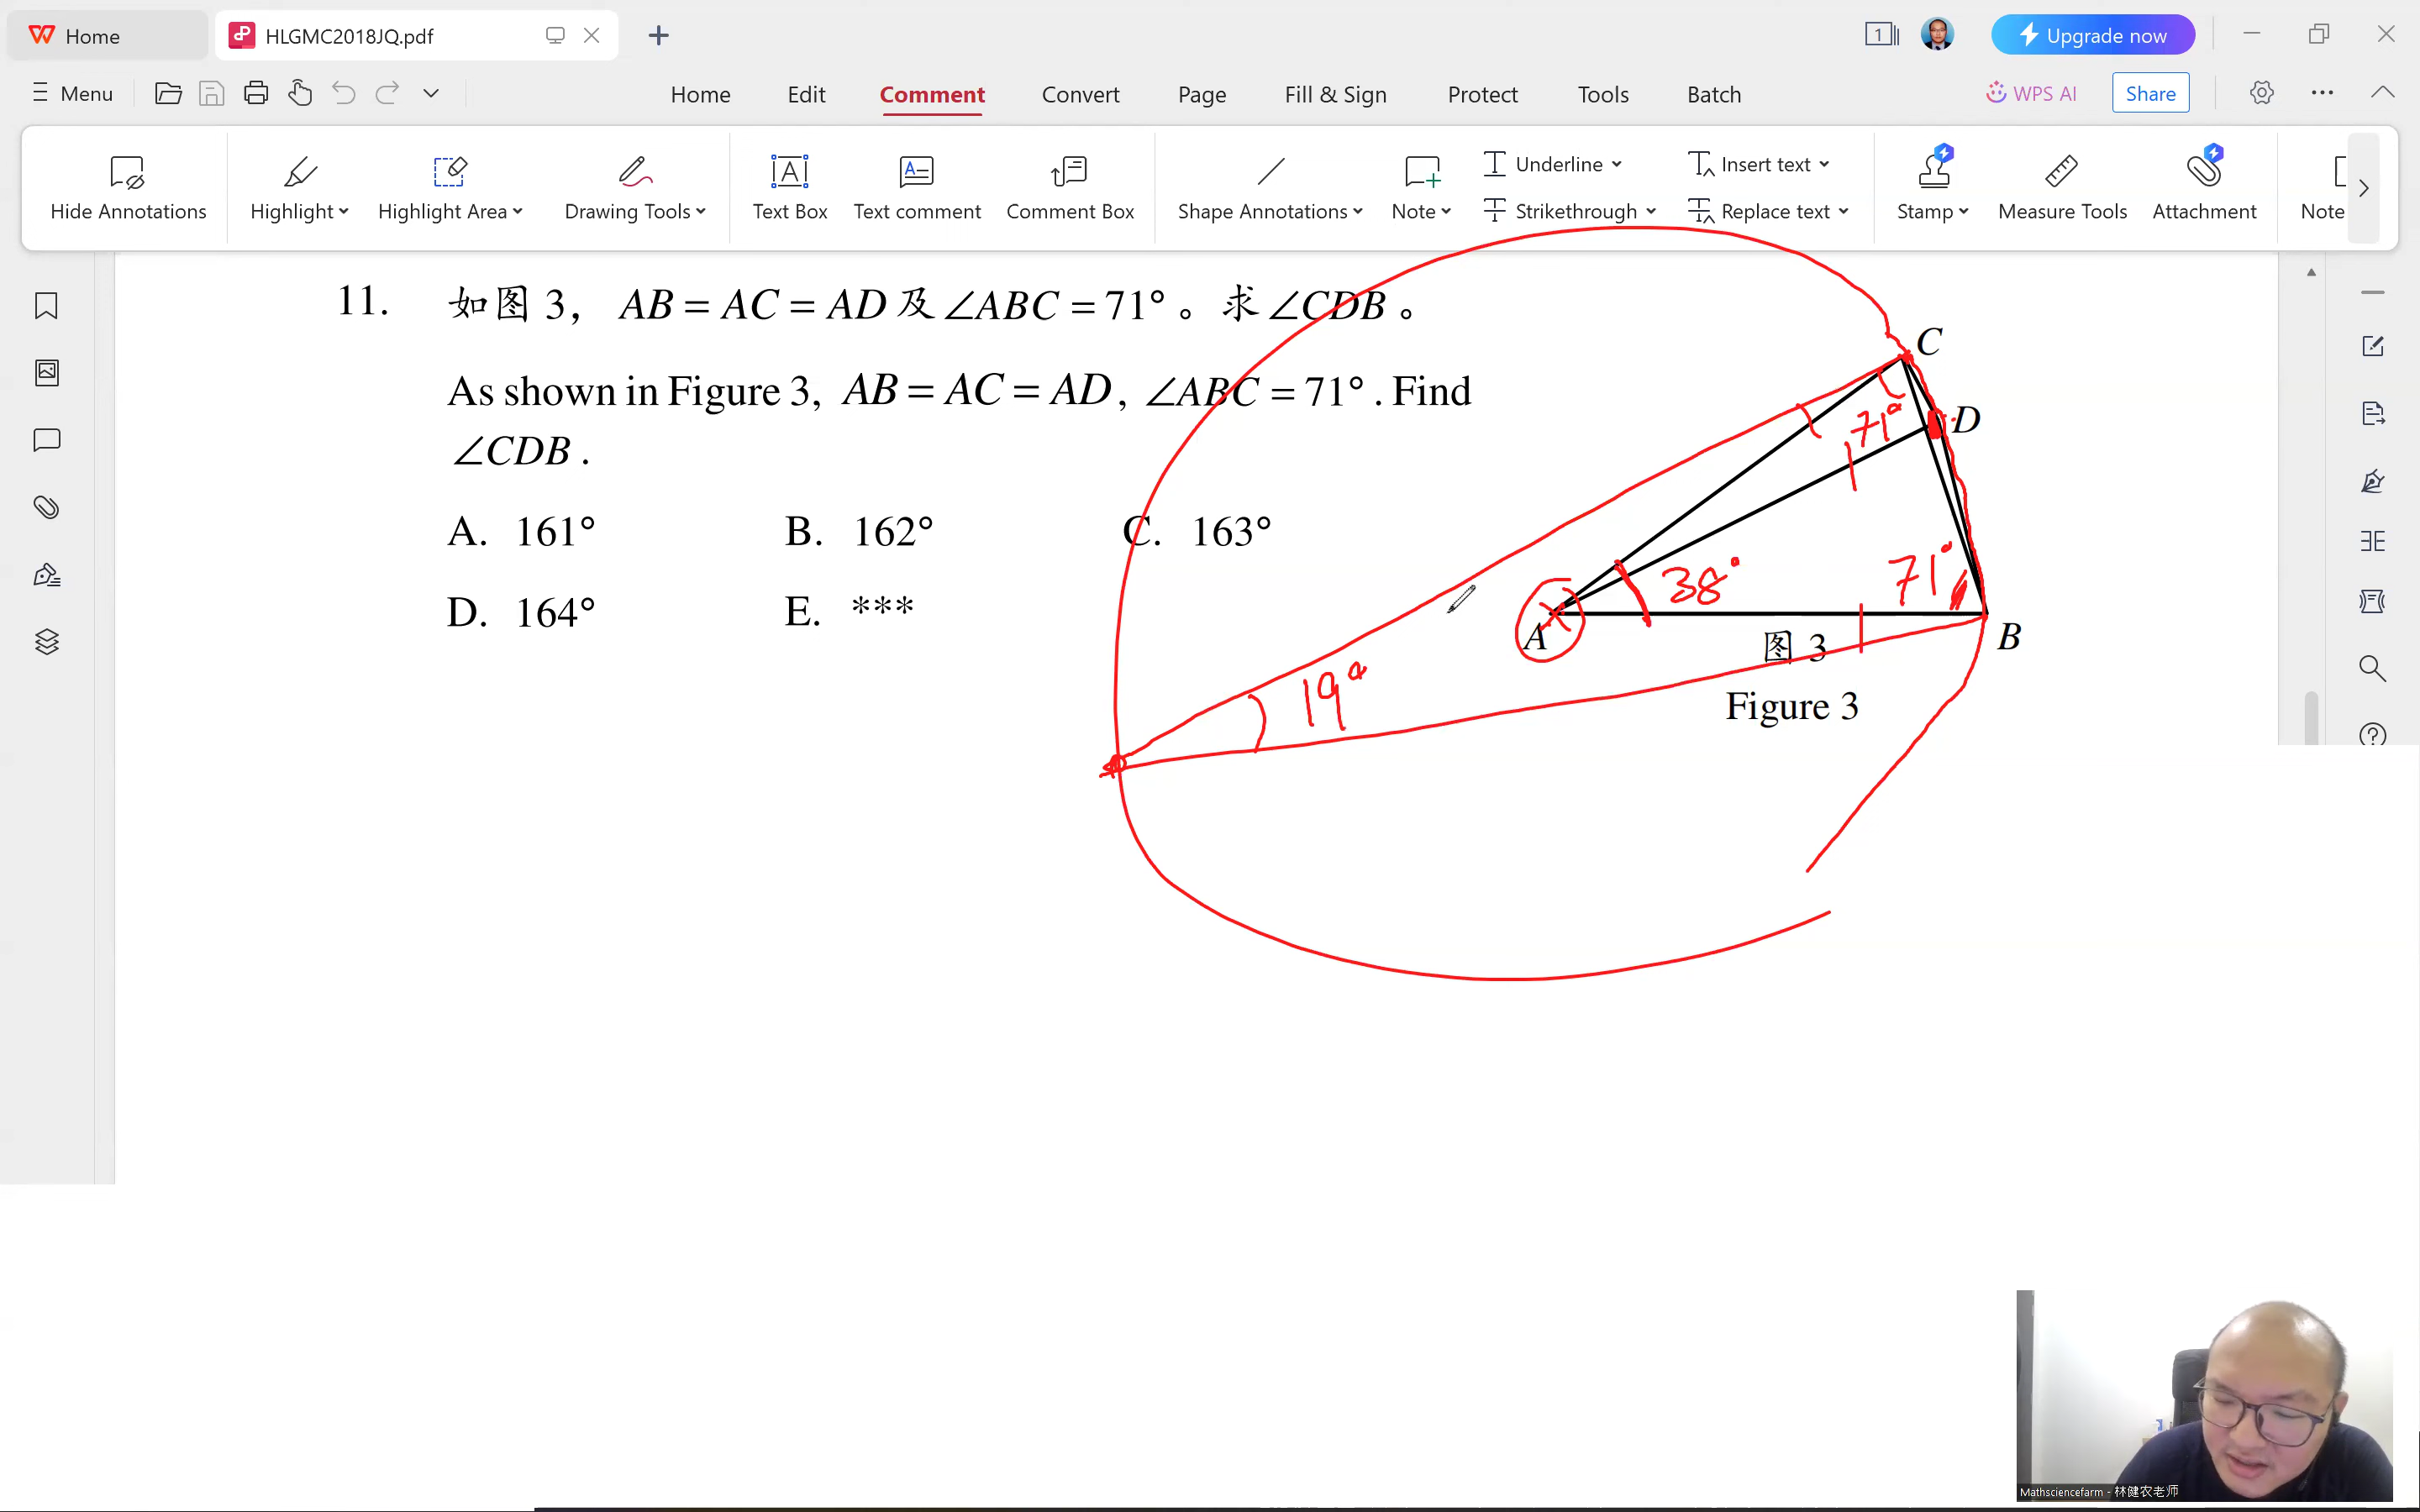 Home
HLGMC2018JQ.pdf
1
Upgrade now
Menu
Home Edit Comment Convert Page Fill & Sign Protect Tools Batch
WPS AI
Share
Hide Annotations
Highlight
Highlight Area
Drawing Tools
Text Box
Text comment
Comment Box
Shape Annotations
Note
Underline
Strikethrough
Insert text
Replace text
Stamp
Measure Tools
Attachment
Note
11. 如图 3， AB = AC = AD 及 ∠ABC = 71° 。求 ∠CDB 。
As shown in Figure 3, AB = AC = AD, ∠ABC = 71° . Find
∠CDB .
A. 161° B. 162° C. 163°
D. 164° E. ***
C
D
71°
38°
71°
A
B
图 3
Figure 3
19°
Mathsciencefarm - 林健农老师